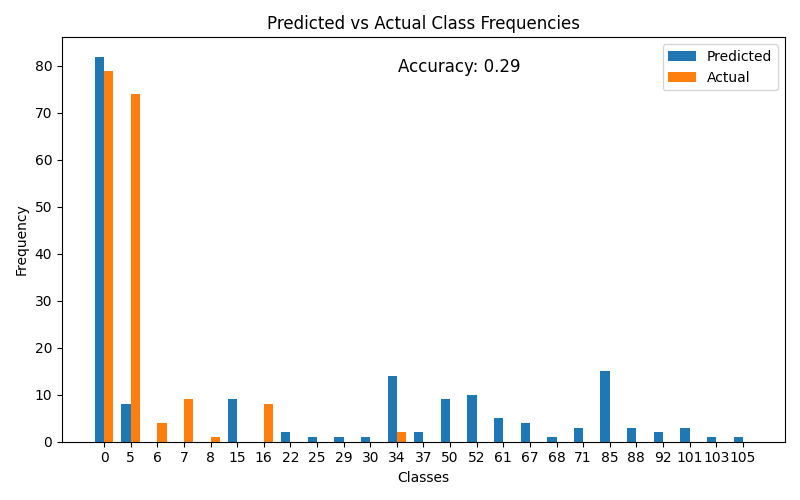 Predicted vs Actual Class Frequencies
Accuracy: 0.29
Predicted
Actual
Frequency
80
70
60
50
40
30
20
10
0
0 5 6 7 8 15 16 22 25 29 30 34 37 50 52 61 67 68 71 85 88 92 101 103 105
Classes